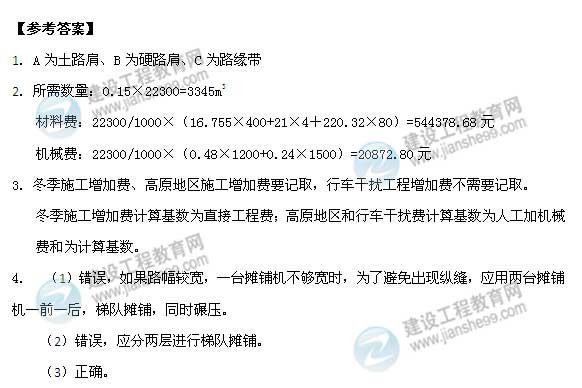 【参考答案】
1. A为土路肩、B为硬路肩、C为路缘带
2. 所需数量：0.15×22300=3345m³
材料费：22300/1000×（16.755×400+21×4＋220.32×80）=544378.68元
机械费：22300/1000×（0.48×1200+0.24×1500）=20872.80元
3. 冬季施工增加费、高原地区施工增加费要记取，行车干扰工程增加费不需要记取。
冬季施工增加费计算基数为直接工程费；高原地区和行车干扰费计算基数为人工加机械
费和为计算基数。
4. （1）错误，如果路幅较宽，一台摊铺机不够宽时，为了避免出现纵缝，应用两台摊铺
机一前一后，梯队摊铺，同时碾压。
（2）错误，应分两层进行梯队摊铺。
（3）正确。
建设工程教育网
www.jianshe99.com
建设工程教育网
www.jianshe99.com
建设工程教育网
www.jianshe99.com